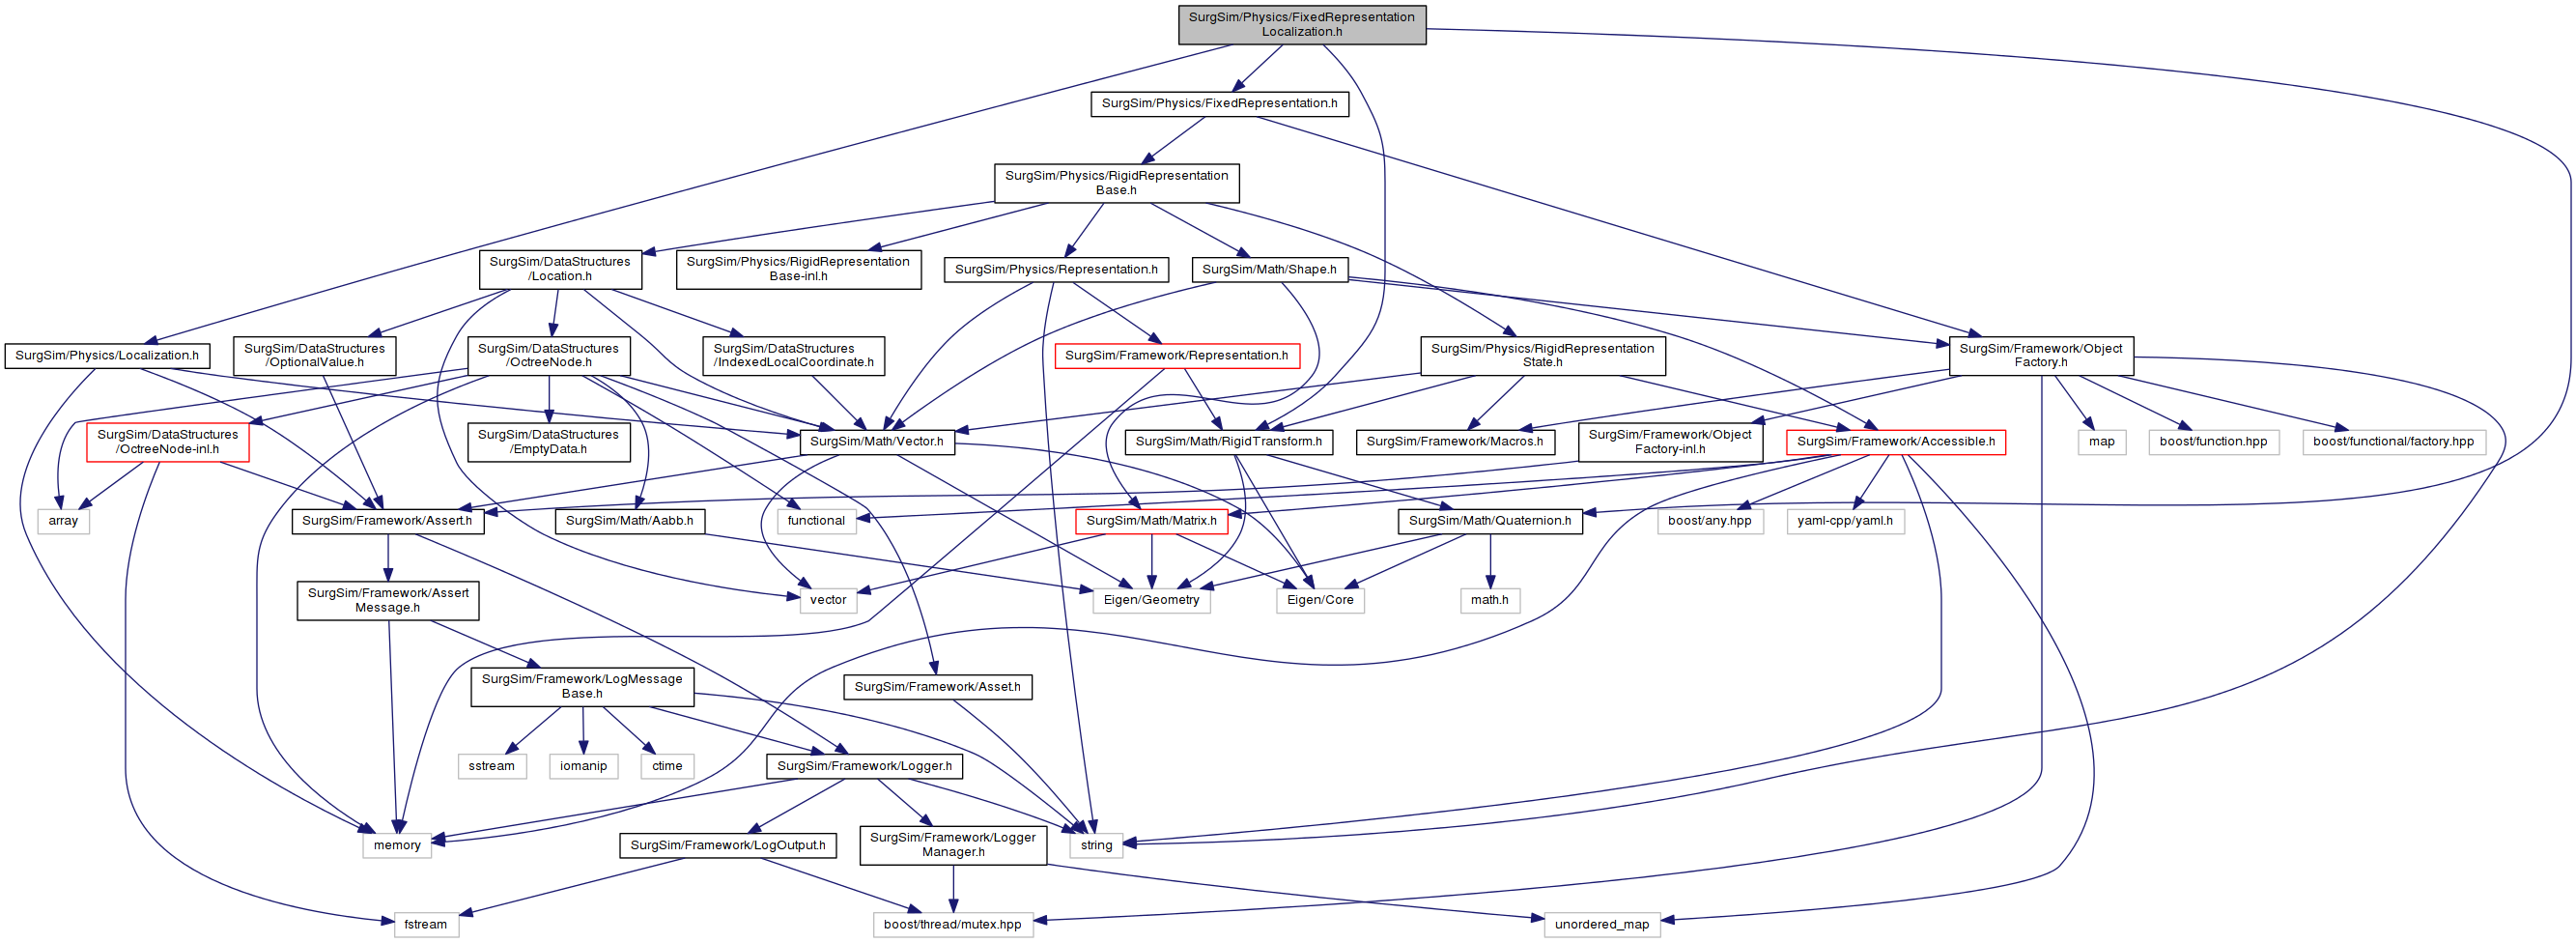 SurgSim/Physics/FixedRepresentation
Localization.h
SurgSim/Physics/FixedRepresentation.h
SurgSim/Physics/RigidRepresentation
Base.h
SurgSim/DataStructures
/Location.h
SurgSim/Physics/RigidRepresentation
Base-inl.h
SurgSim/Physics/Representation.h
SurgSim/Math/Shape.h
SurgSim/Physics/Localization.h
SurgSim/DataStructures
/OptionalValue.h
SurgSim/DataStructures
/OctreeNode.h
SurgSim/DataStructures
/IndexedLocalCoordinate.h
SurgSim/Framework/Representation.h
SurgSim/Physics/RigidRepresentation
State.h
SurgSim/Framework/Object
Factory.h
SurgSim/DataStructures
/OctreeNode-inl.h
SurgSim/DataStructures
/EmptyData.h
SurgSim/Math/Vector.h
SurgSim/Math/RigidTransform.h
SurgSim/Framework/Macros.h
SurgSim/Framework/Object
Factory-inl.h
SurgSim/Framework/Accessible.h
map
boost/function.hpp
boost/functional/factory.hpp
array
SurgSim/Framework/Assert.h
SurgSim/Math/Aabb.h
functional
SurgSim/Math/Matrix.h
SurgSim/Math/Quaternion.h
boost/any.hpp
yaml-cpp/yaml.h
SurgSim/Framework/Assert
Message.h
vector
Eigen/Geometry
Eigen/Core
math.h
SurgSim/Framework/LogMessage
Base.h
SurgSim/Framework/Asset.h
sstream
iomanip
ctime
SurgSim/Framework/Logger.h
memory
SurgSim/Framework/LogOutput.h
SurgSim/Framework/Logger
Manager.h
string
fstream
boost/thread/mutex.hpp
unordered_map